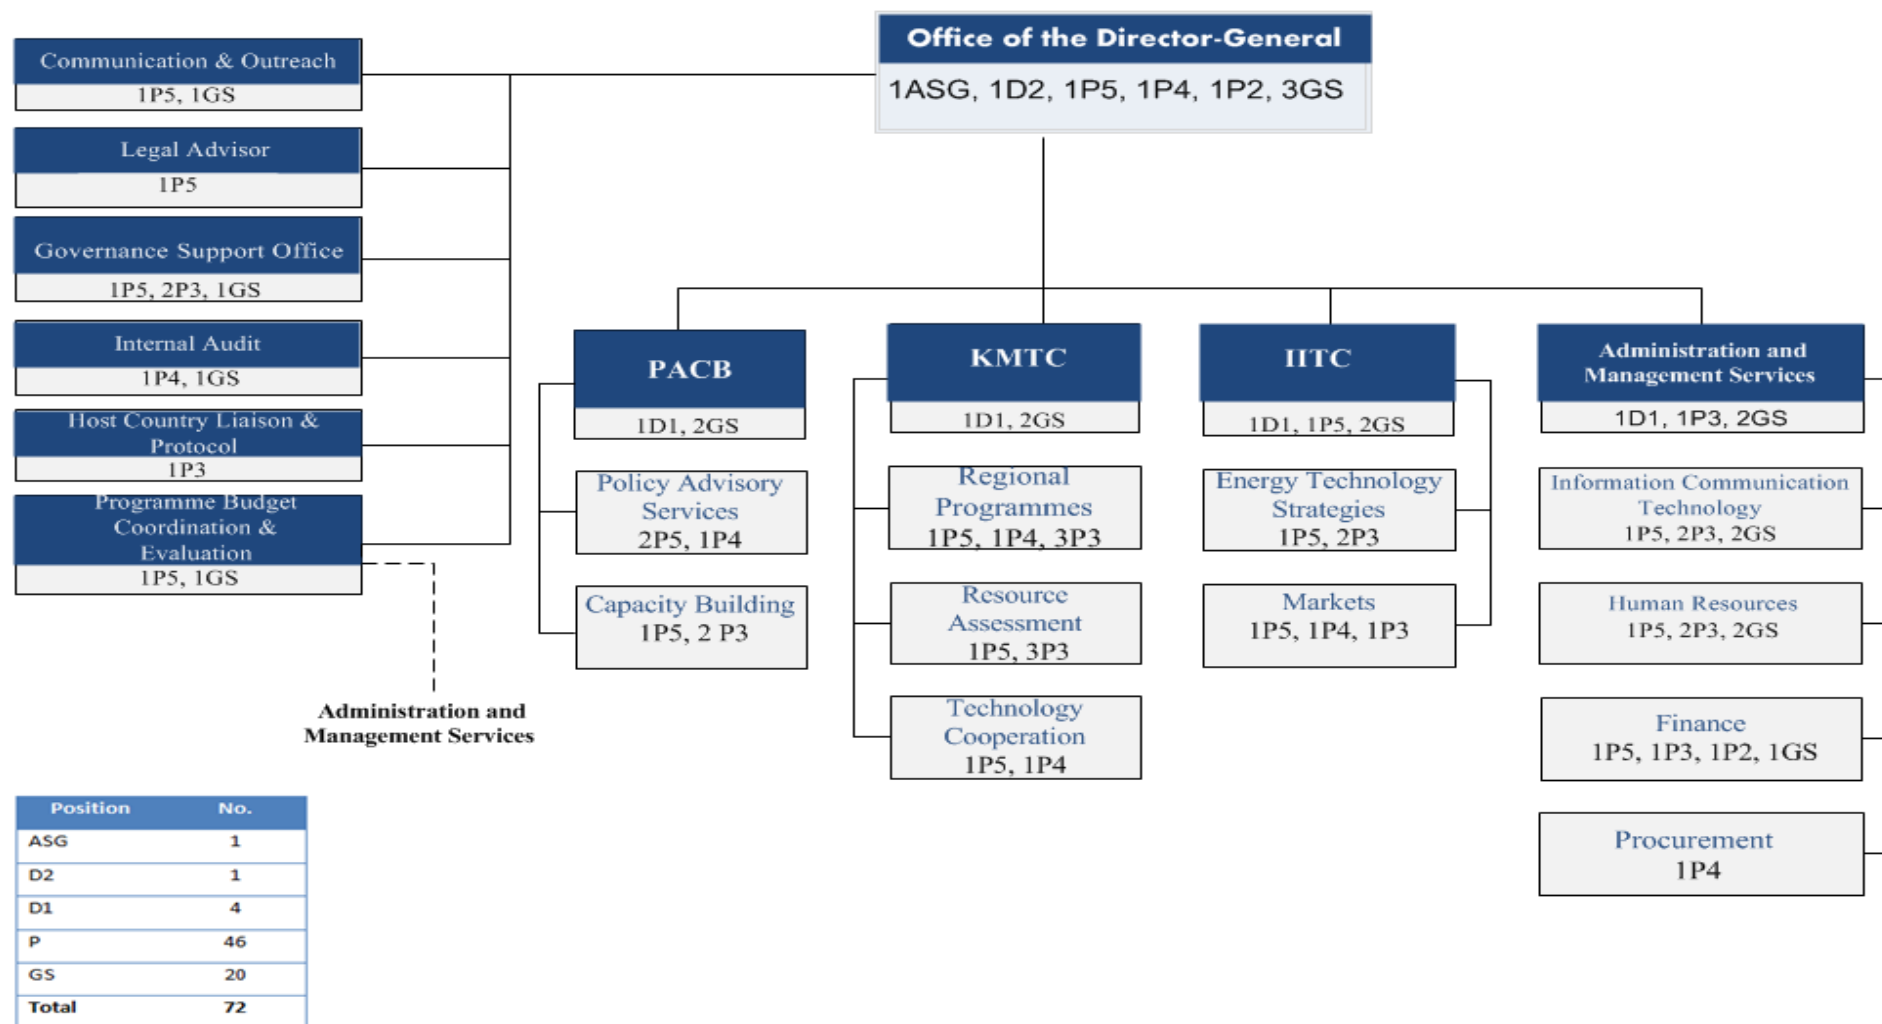 Office of the Director-General
1ASG, 1D2, 1P5, 1P4, 1P2, 3GS
Communication & Outreach
1P5, 1GS
Legal Advisor
1P5
Governance Support Office
1P5, 2P3, 1GS
Internal Audit
1P4, 1GS
Host Country Liaison &
Protocol
1P3
Programme Budget
Coordination &
Evaluation
1P5, 1GS
Administration and
Management Services
PACB
1D1, 2GS
Policy Advisory
Services
2P5, 1P4
Capacity Building
1P5, 2 P3
KMTC
1D1, 2GS
Regional
Programmes
1P5, 1P4, 3P3
Resource
Assessment
1P5, 3P3
Technology
Cooperation
1P5, 1P4
IITC
1D1, 1P5, 2GS
Energy Technology
Strategies
1P5, 2P3
Markets
1P5, 1P4, 1P3
Administration and
Management Services
1D1, 1P3, 2GS
Information Communication
Technology
1P5, 2P3, 2GS
Human Resources
1P5, 2P3, 2GS
Finance
1P5, 1P3, 1P2, 1GS
Procurement
1P4
Position No.
ASG 1
D2 1
D1 4
P 46
GS 20
Total 72